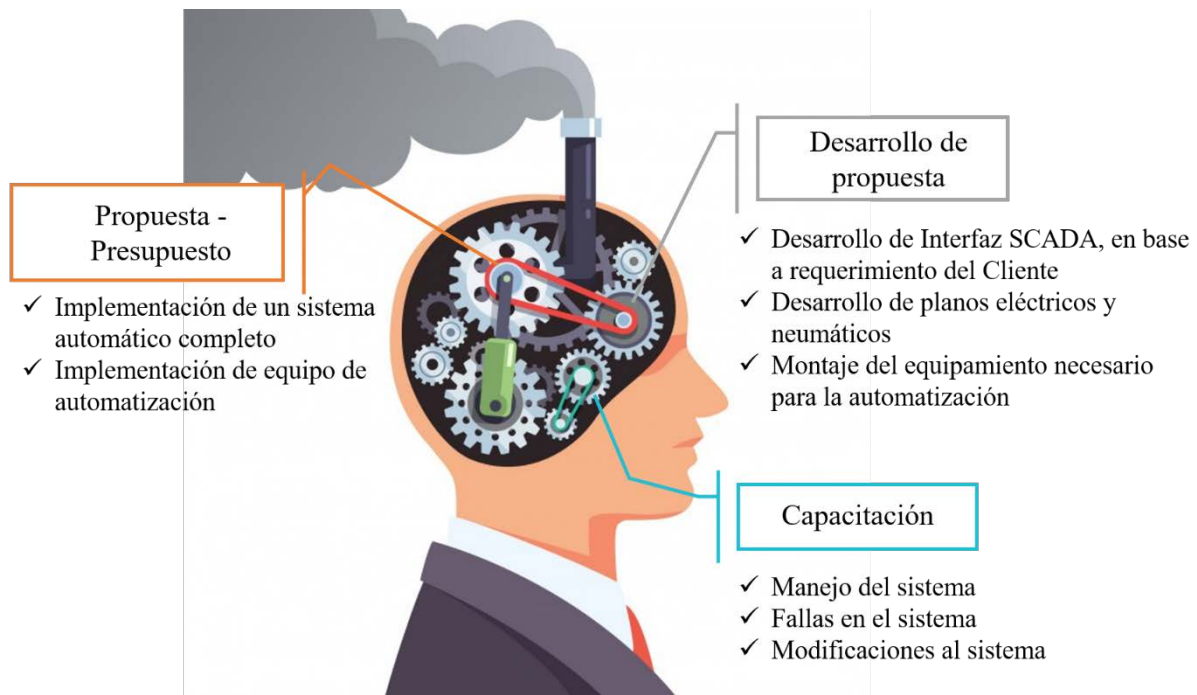 Propuesta -
Presupuesto
✓ Implementación de un sistema
automático completo
✓ Implementación de equipo de
automatización
Desarrollo de
propuesta
✓ Desarrollo de Interfaz SCADA, en base
a requerimiento del Cliente
✓ Desarrollo de planos eléctricos y
neumáticos
✓ Montaje del equipamiento necesario
para la automatización
Capacitación
✓ Manejo del sistema
✓ Fallas en el sistema
✓ Modificaciones al sistema